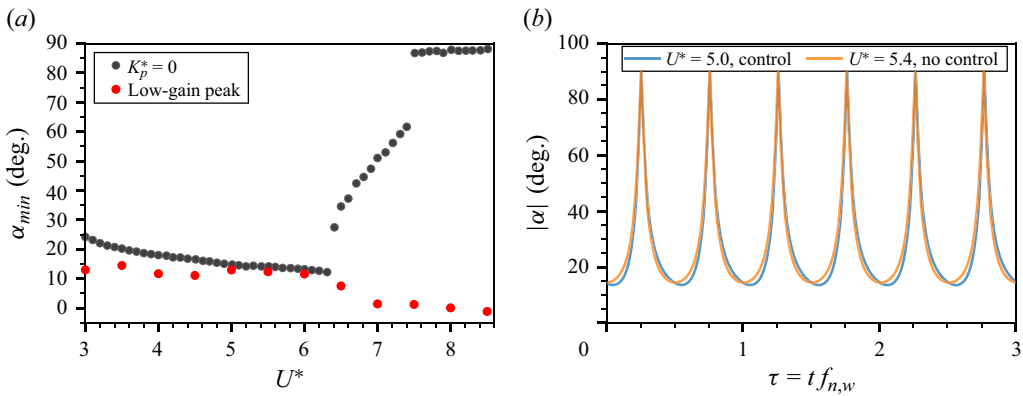 (a)
90
80
70
60
50
40
30
20
10
0
α_min (deg.)
K_p^* = 0
Low-gain peak
3 4 5 6 7 8
U*
(b)
100
80
60
40
20
0
|α| (deg.)
U* = 5.0, control U* = 5.4, no control
1 2 3
τ = t f_{n,w}